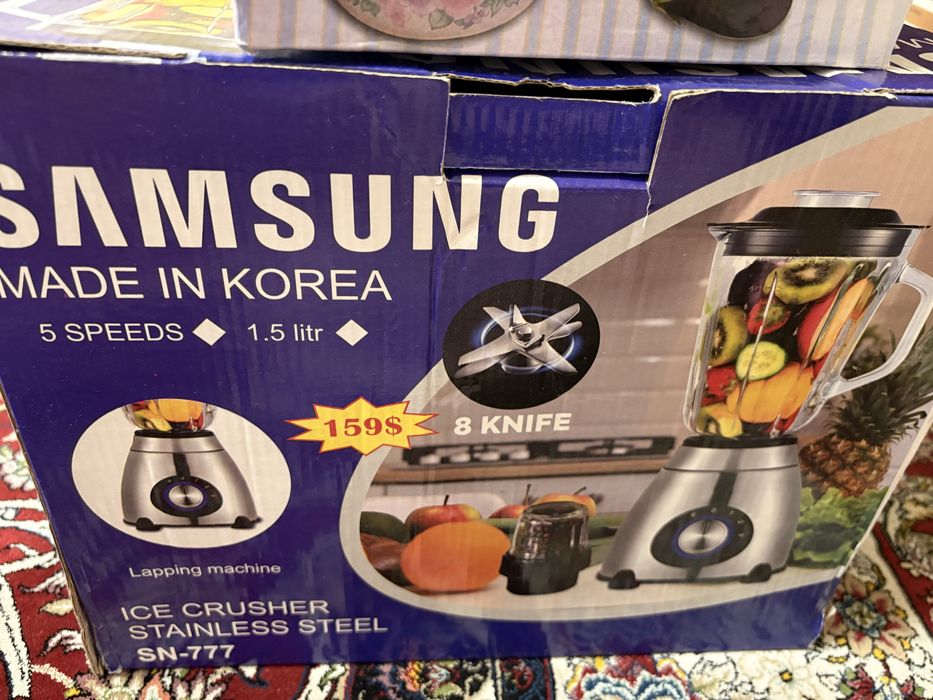 SAMSUNG
MADE IN KOREA
5 SPEEDS ◆ 1.5 litr ◆
159$
8 KNIFE
Lapping machine
ICE CRUSHER
STAINLESS STEEL
SN-777